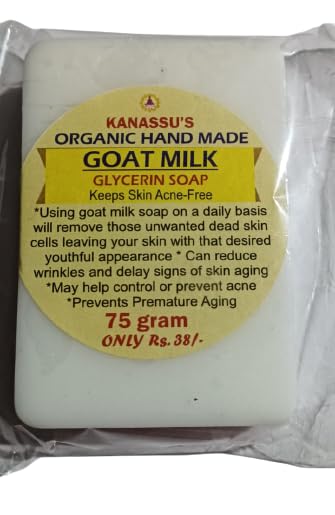 KANASSU'S
ORGANIC HAND MADE
GOAT MILK
GLYCERIN SOAP
Keeps Skin Acne-Free
*Using goat milk soap on a daily basis
will remove those unwanted dead skin
cells leaving your skin with that desired
youthful appearance * Can reduce
wrinkles and delay signs of skin aging
*May help control or prevent acne
*Prevents Premature Aging
75 gram
ONLY Rs. 38/-